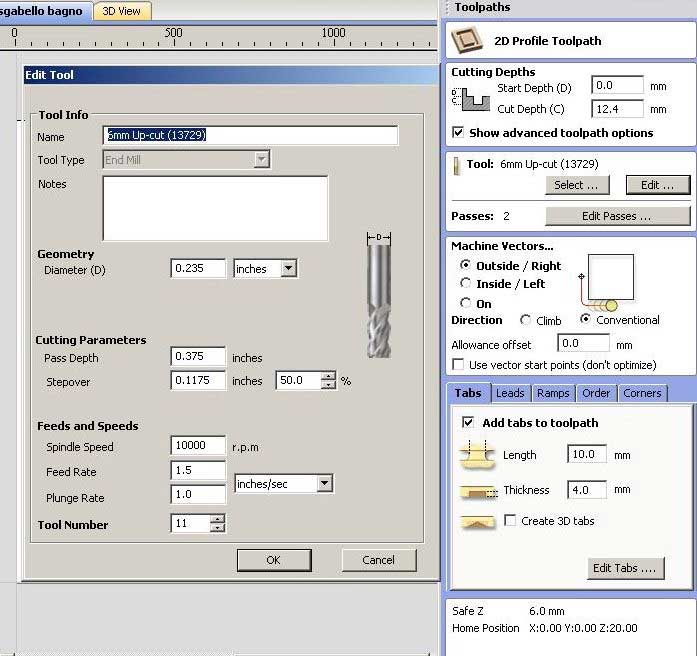 sgabello bagno
3D View
0 500 1000
Edit Tool
Tool Info
Name 6mm Up-cut (13729)
Tool Type End Mill
Notes
Geometry
Diameter (D) 0.235 inches
D
Cutting Parameters
Pass Depth 0.375 inches
Stepover 0.1175 inches 50.0 %
Feeds and Speeds
Spindle Speed 10000 r.p.m
Feed Rate 1.5
inches/sec
Plunge Rate 1.0
Tool Number 11
OK Cancel
Toolpaths
2D Profile Toolpath
Cutting Depths
Start Depth (D) 0.0 mm
D
C
Cut Depth (C) 12.4 mm
Show advanced toolpath options
Tool: 6mm Up-cut (13729)
Select ... Edit ...
Passes: 2 Edit Passes ...
Machine Vectors...
Outside / Right
Inside / Left
On
Direction Climb Conventional
Allowance offset 0.0 mm
Use vector start points (don't optimize)
Tabs Leads Ramps Order Corners
Add tabs to toolpath
Length 10.0 mm
Thickness 4.0 mm
Create 3D tabs
Edit Tabs ....
Safe Z 6.0 mm
Home Position X:0.00 Y:0.00 Z:20.00